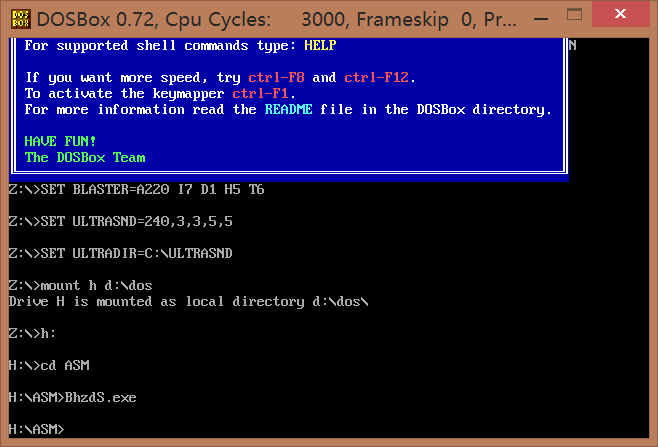 DOSBox 0.72, Cpu Cycles: 3000, Frameskip 0, Pr...
For supported shell commands type: HELP
N
If you want more speed, try ctrl-F8 and ctrl-F12.
To activate the keymapper ctrl-F1.
For more information read the README file in the DOSBox directory.
HAVE FUN!
The DOSBox Team
Z:\>SET BLASTER=A220 I7 D1 H5 T6
Z:\>SET ULTRASND=240,3,3,5,5
Z:\>SET ULTRADIR=C:\ULTRASND
Z:\>mount h d:\dos
Drive H is mounted as local directory d:\dos\
Z:\>h:
H:\>cd ASM
H:\ASM>BhzdS.exe
H:\ASM>